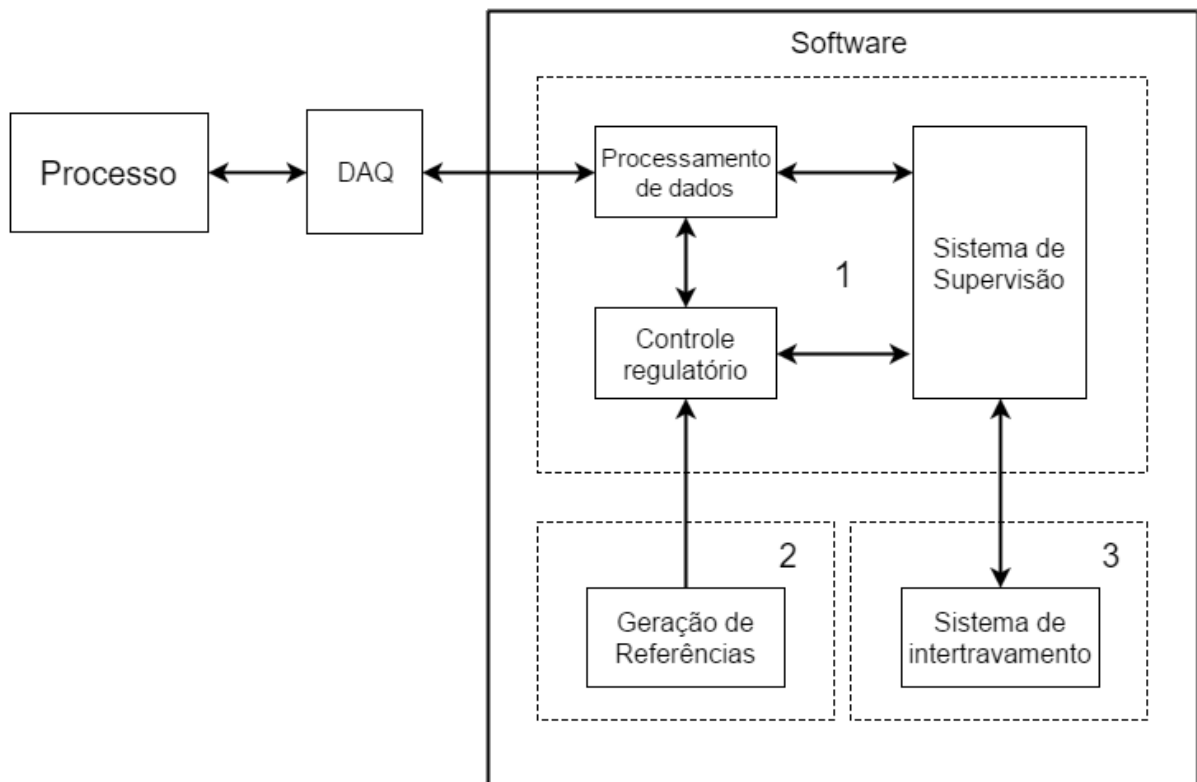 Software
Processo
DAQ
Processamento
de dados
Sistema de
Supervisão
1
Controle
regulatório
2
Geração de
Referências
3
Sistema de
intertravamento